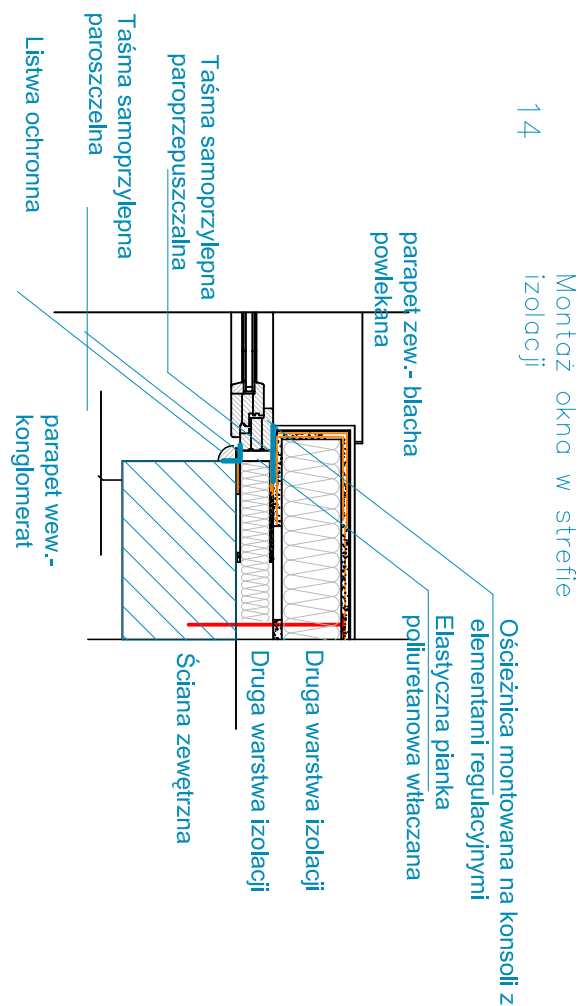 14
Montaż okna w strefie
izolacji
Ościeżnica montowana na konsoli z
elementami regulacyjnymi
Elastyczna pianka
poliuretanowa wtłaczana
parapet zew.- blacha
powlekana
Druga warstwa izolacji
Druga warstwa izolacji
Ściana zewętrzna
Taśma samoprzylepna
paroprzepuszczalna
Taśma samoprzylepna
paroszczelna
Listwa ochronna
parapet wew.-
konglomerat